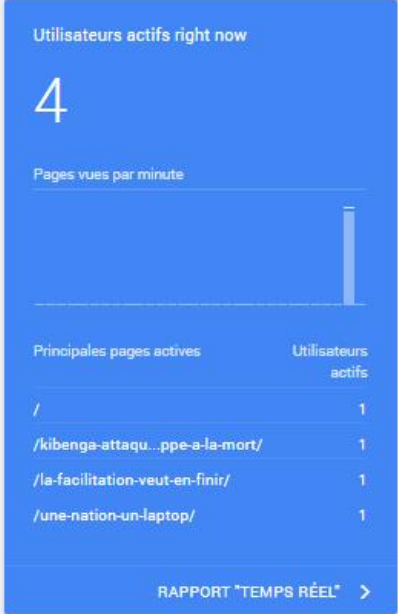 Utilisateurs actifs right now
4
Pages vues par minute
Principales pages actives Utilisateurs
actifs
/ 1
/kibenga-attaqu...ppe-a-la-mort/ 1
/la-facilitation-veut-en-finir/ 1
/une-nation-un-laptop/ 1
RAPPORT "TEMPS RÉEL" >